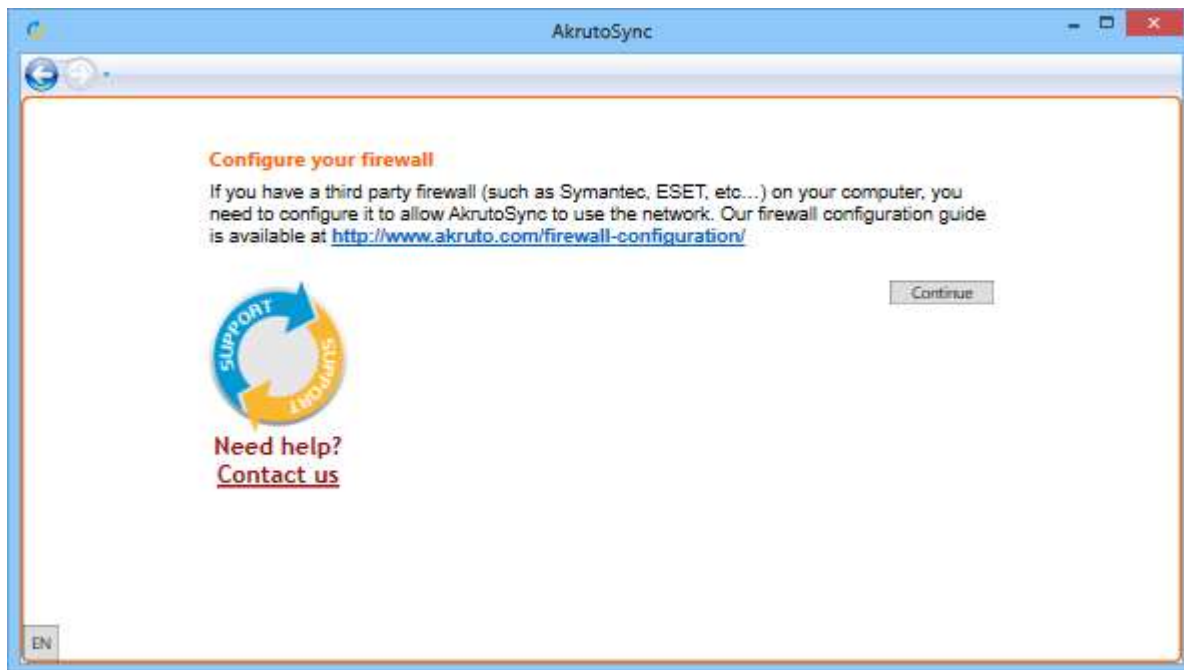 AkrutoSync
Configure your firewall
If you have a third party firewall (such as Symantec, ESET, etc...) on your computer, you
need to configure it to allow AkrutoSync to use the network. Our firewall configuration guide
is available at http://www.akruto.com/firewall-configuration/
Continue
SUPPORT
SUPPORT
Need help?
Contact us
EN